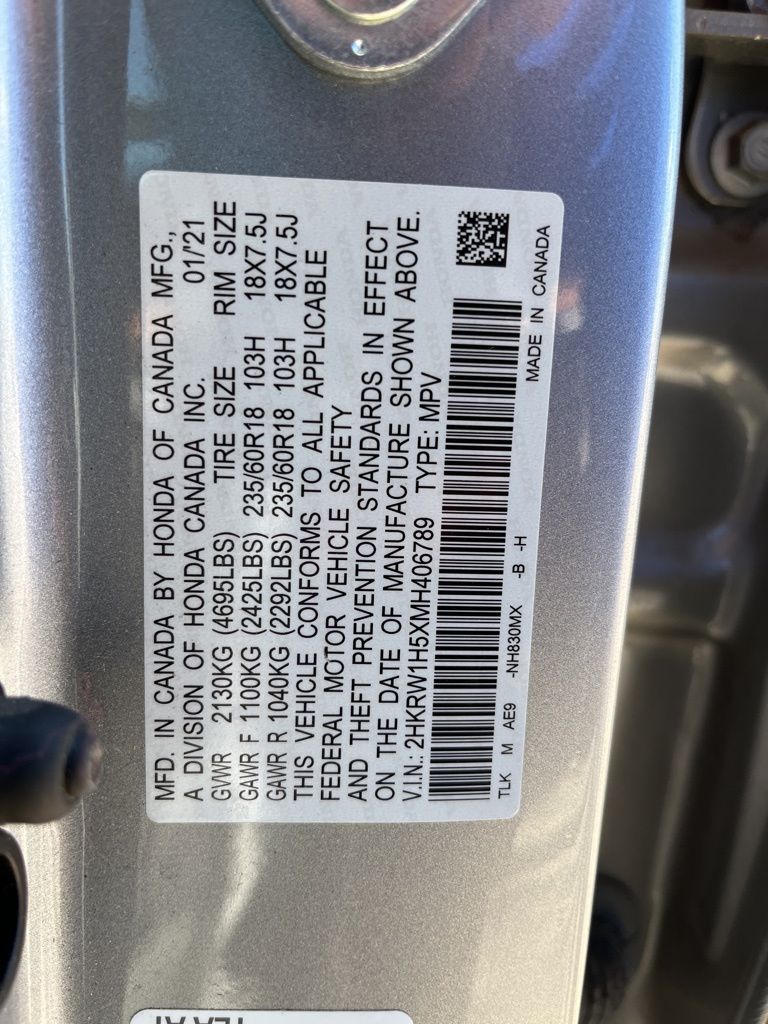 MFD. IN CANADA BY HONDA OF CANADA MFG.,
A DIVISION OF HONDA CANADA INC. 01/'21
GVWR 2130KG (4695LBS) TIRE SIZE RIM SIZE
GAWR F 1100KG (2425LBS) 235/60R18 103H 18X7.5J
GAWR R 1040KG (2292LBS) 235/60R18 103H 18X7.5J
THIS VEHICLE CONFORMS TO ALL APPLICABLE
FEDERAL MOTOR VEHICLE SAFETY
AND THEFT PREVENTION STANDARDS IN EFFECT
ON THE DATE OF MANUFACTURE SHOWN ABOVE.
V.I.N.: 2HKRW1H5XMH406789 TYPE: MPV
TLK M AE9 -NH830MX -B -H MADE IN CANADA